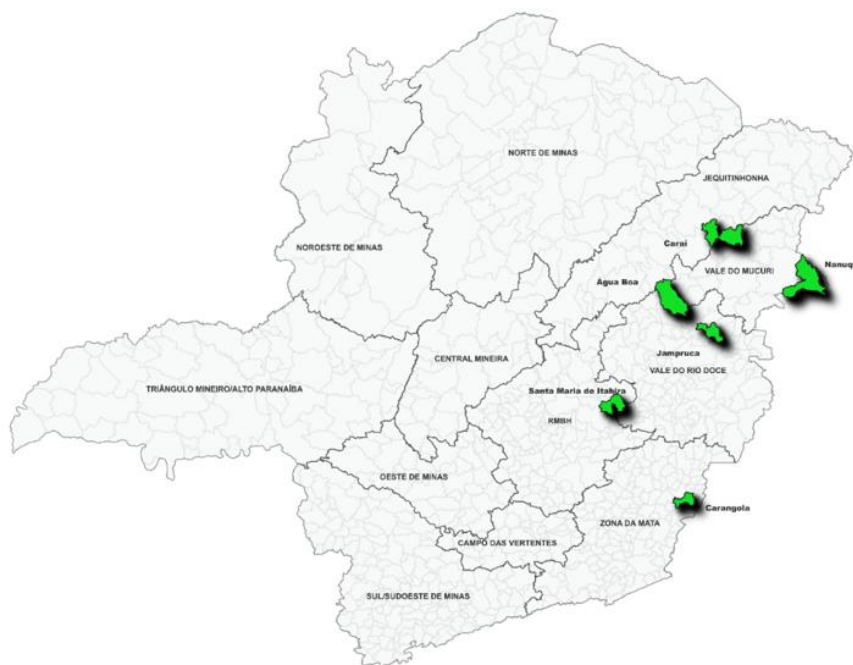 NORTE DE MINAS
JEQUITINHONHA
NOROESTE DE MINAS
Caraí
VALE DO MUCURI
Nanuq
Água Boa
CENTRAL MINEIRA
Jampruca
VALE DO RIO DOCE
TRIÂNGULO MINEIRO/ALTO PARANAÍBA
Santa Maria de Itabira
RMBH
OESTE DE MINAS
Carangola
ZONA DA MATA
CAMPO DAS VERTENTES
SUL/SUDOESTE DE MINAS